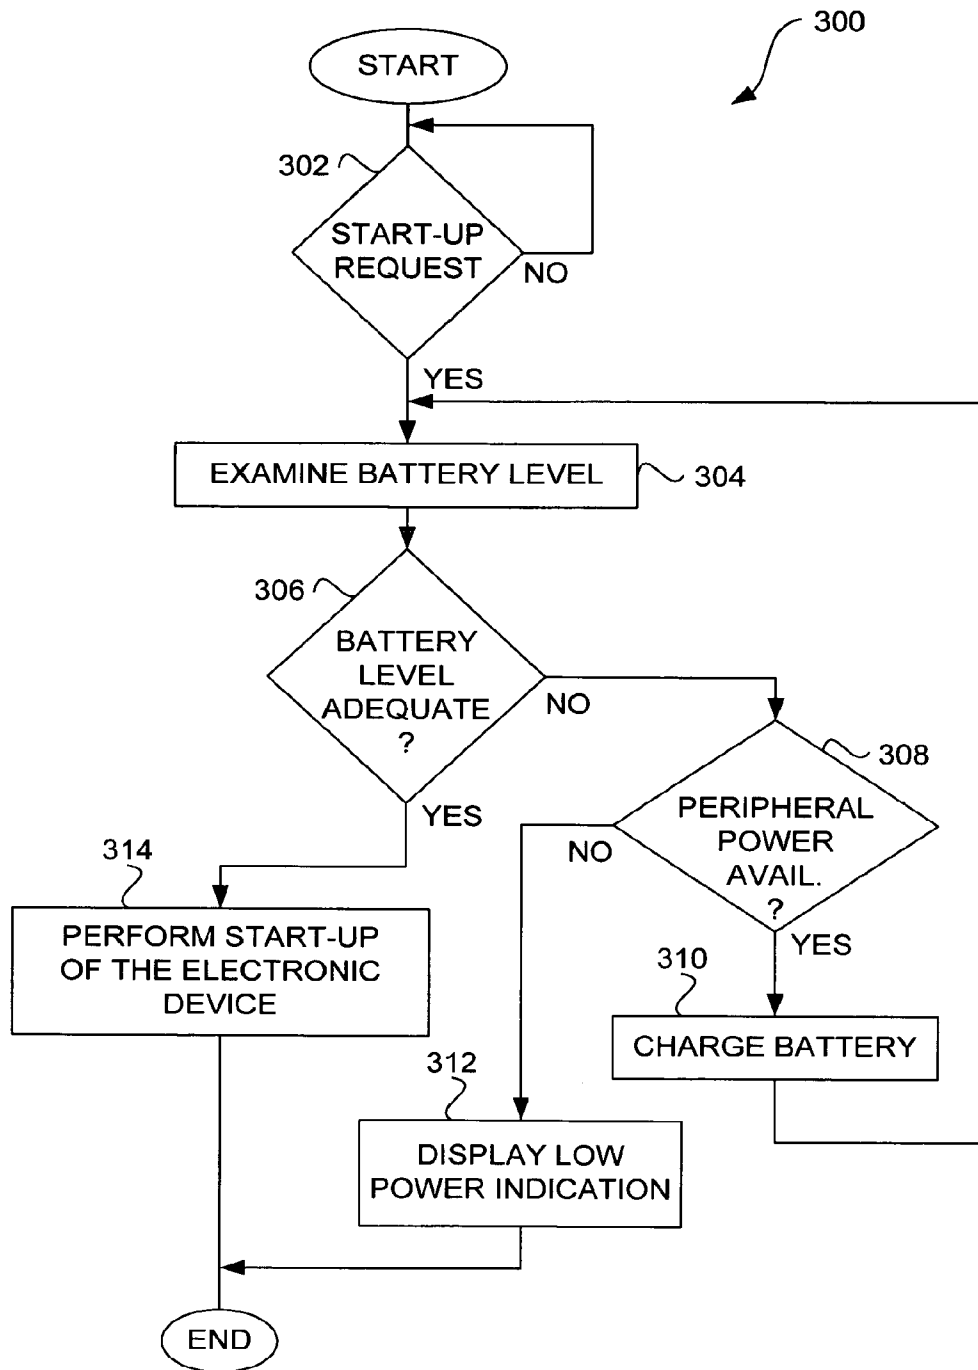 300
START
302
START-UP
REQUEST
NO
YES
EXAMINE BATTERY LEVEL
304
306
BATTERY
LEVEL
ADEQUATE
?
NO
YES
308
PERIPHERAL
POWER
AVAIL.
?
NO
YES
314
PERFORM START-UP
OF THE ELECTRONIC
DEVICE
310
CHARGE BATTERY
312
DISPLAY LOW
POWER INDICATION
END